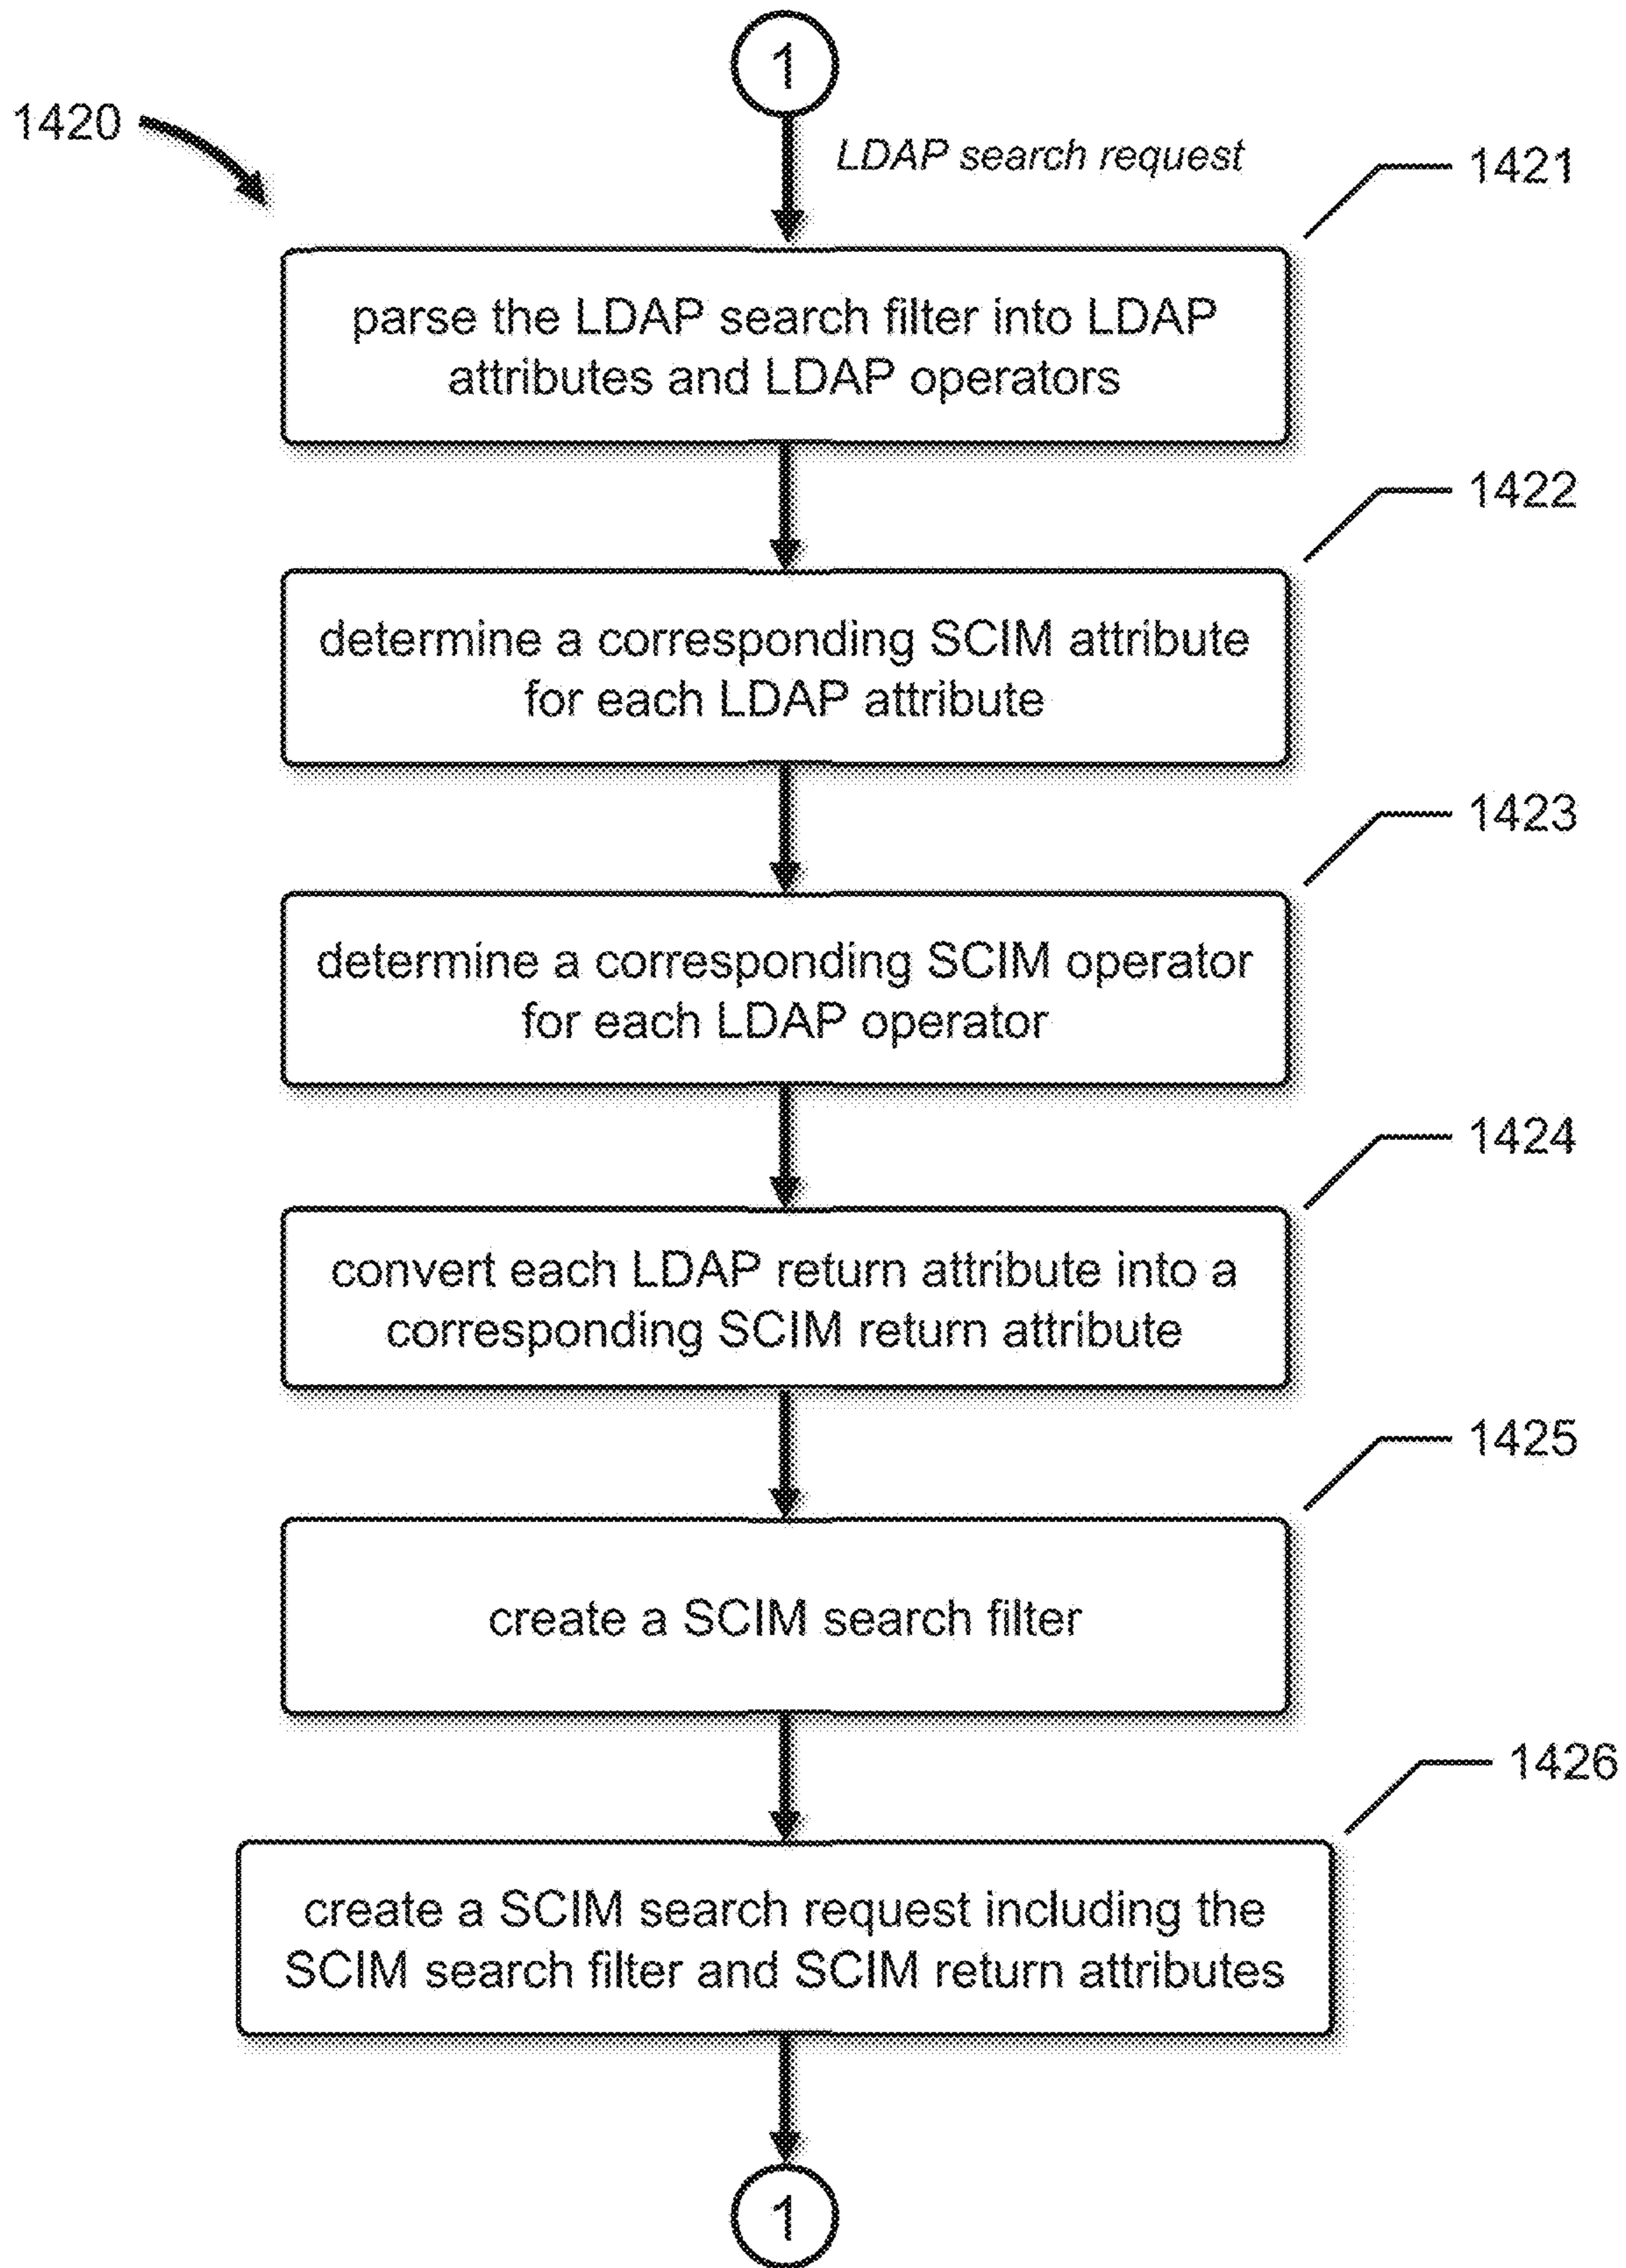 1
1420
LDAP search request
1421
parse the LDAP search filter into LDAP
attributes and LDAP operators
1422
determine a corresponding SCIM attribute
for each LDAP attribute
1423
determine a corresponding SCIM operator
for each LDAP operator
1424
convert each LDAP return attribute into a
corresponding SCIM return attribute
1425
create a SCIM search filter
1426
create a SCIM search request including the
SCIM search filter and SCIM return attributes
1